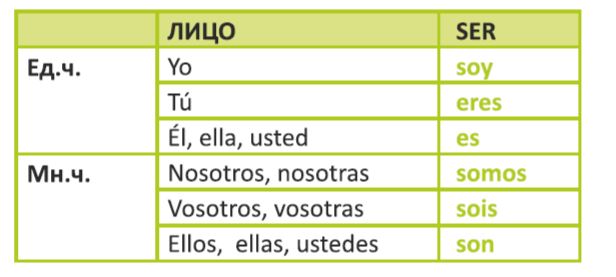 ЛИЦО SER
Ед.ч. Yo soy
Tú eres
Él, ella, usted es
Мн.ч. Nosotros, nosotras somos
Vosotros, vosotras sois
Ellos, ellas, ustedes son